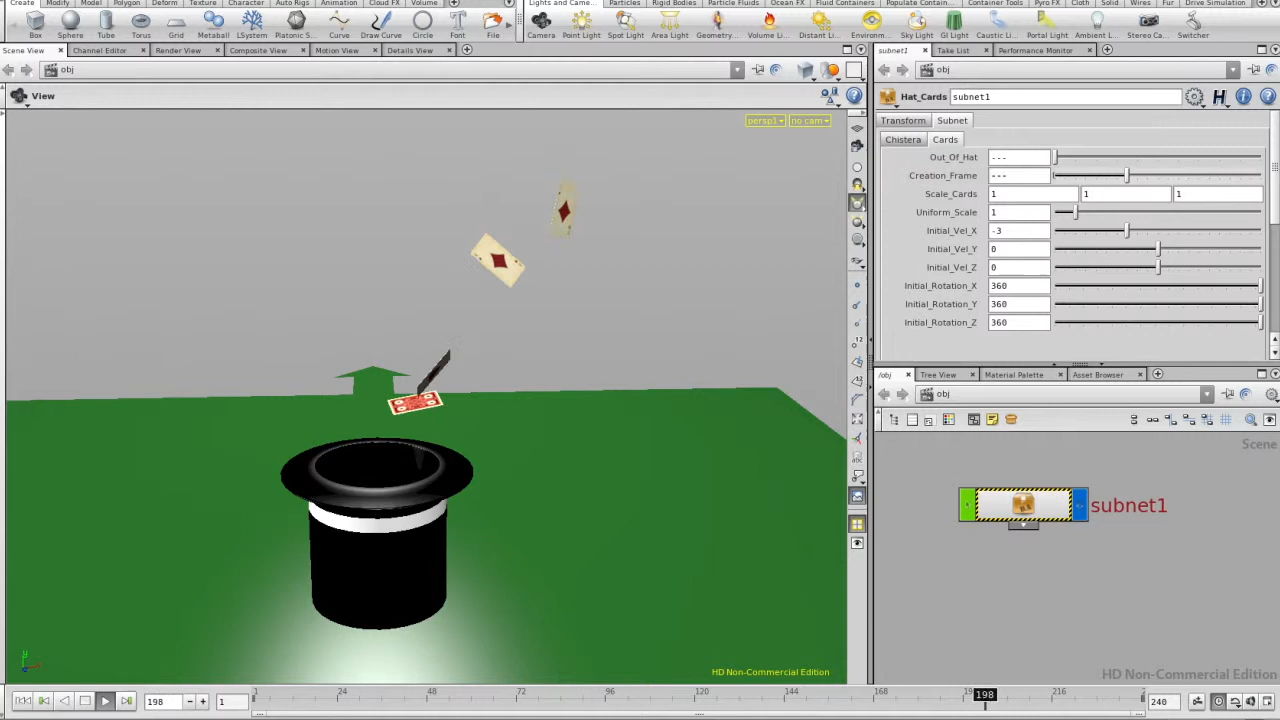 Create Modify Model Polygon Deform Texture Character Auto Rigs Animation Cloud FX Volume Lights and Came... Particles Rigid Bodies Particle Fluids Ocean FX Fluid Containers Populate Contain... Container Tools Pyro FX Cloth Solid Wires Fur Drive Simulation
Box Sphere Tube Torus Grid Metaball LSystem Platonic S... Curve Draw Curve Circle Font File Camera Point Light Spot Light Area Light Geometry... Volume Li... Distant Li... Environme... Sky Light GI Light Caustic Li... Portal Light Ambient L... Stereo Ca... Switcher
Scene View Channel Editor Render View Composite View Motion View Details View subnet1 Take List Performance Monitor
obj obj
View Hat_Cards subnet1
Transform Subnet
persp1 no cam
Chistera Cards
Out_Of_Hat ---
Creation_Frame ---
Scale_Cards 1 1 1
Uniform_Scale 1
Initial_Vel_X -3
Initial_Vel_Y 0
Initial_Vel_Z 0
Initial_Rotation_X 360
Initial_Rotation_Y 360
Initial_Rotation_Z 360
/obj Tree View Material Palette Asset Browser
obj
Scene
subnet1
HD Non-Commercial Edition
HD Non-Commercial Edition
198 1 1 24 48 72 96 120 144 168 198 216 240